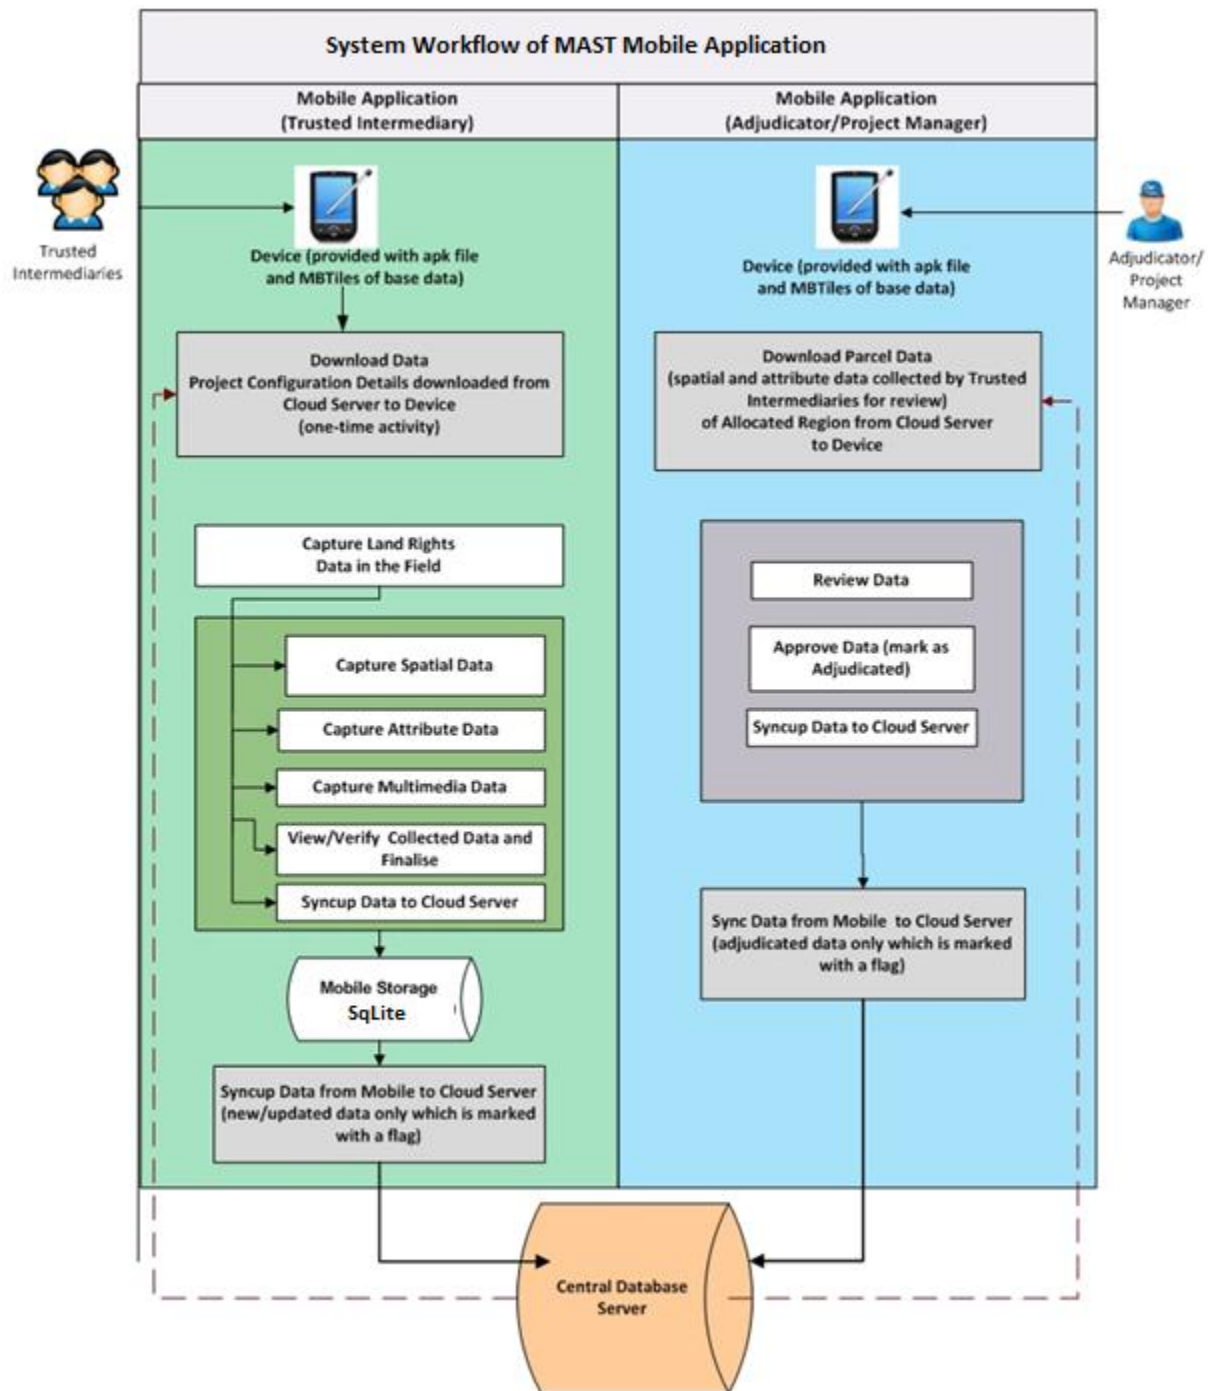 System Workflow of MAST Mobile Application
Mobile Application
(Trusted Intermediary)
Mobile Application
(Adjudicator/Project Manager)
Trusted
Intermediaries
Device (provided with apk file
and MBTiles of base data)
Download Data
Project Configuration Details downloaded from
Cloud Server to Device
(one-time activity)
Capture Land Rights
Data in the Field
Capture Spatial Data
Capture Attribute Data
Capture Multimedia Data
View/Verify Collected Data and
Finalise
Syncup Data to Cloud Server
Mobile Storage
SqLite
Syncup Data from Mobile to Cloud Server
(new/updated data only which is marked
with a flag)
Device (provided with apk file
and MBTiles of base data)
Adjudicator/
Project
Manager
Download Parcel Data
(spatial and attribute data collected by Trusted
Intermediaries for review)
of Allocated Region from Cloud Server
to Device
Review Data
Approve Data (mark as
Adjudicated)
Syncup Data to Cloud Server
Sync Data from Mobile to Cloud Server
(adjudicated data only which is marked
with a flag)
Central Database
Server